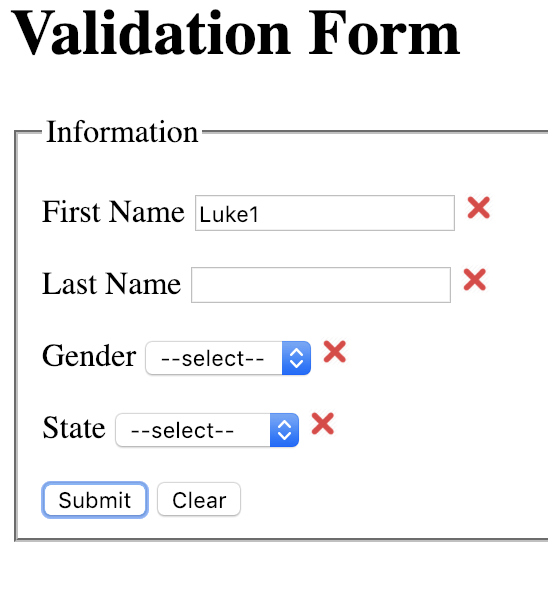 Validation Form
Information
First Name Luke1
Last Name
Gender --select--
State --select--
Submit Clear